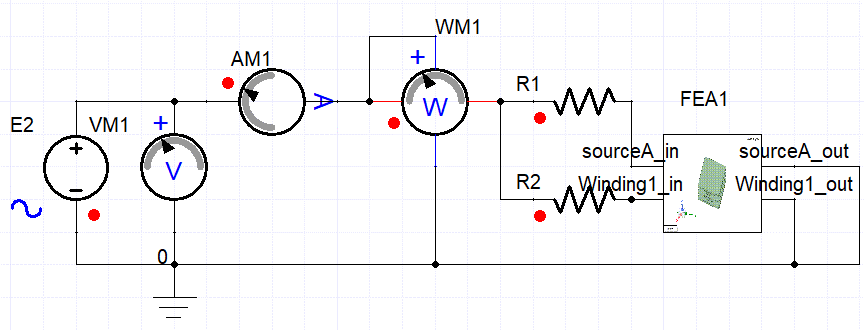 WM1
AM1
+
A
E2
VM1
+
+
V
W
R1
FEA1
sourceA_in
sourceA_out
R2
Winding1_in
Winding1_out
0